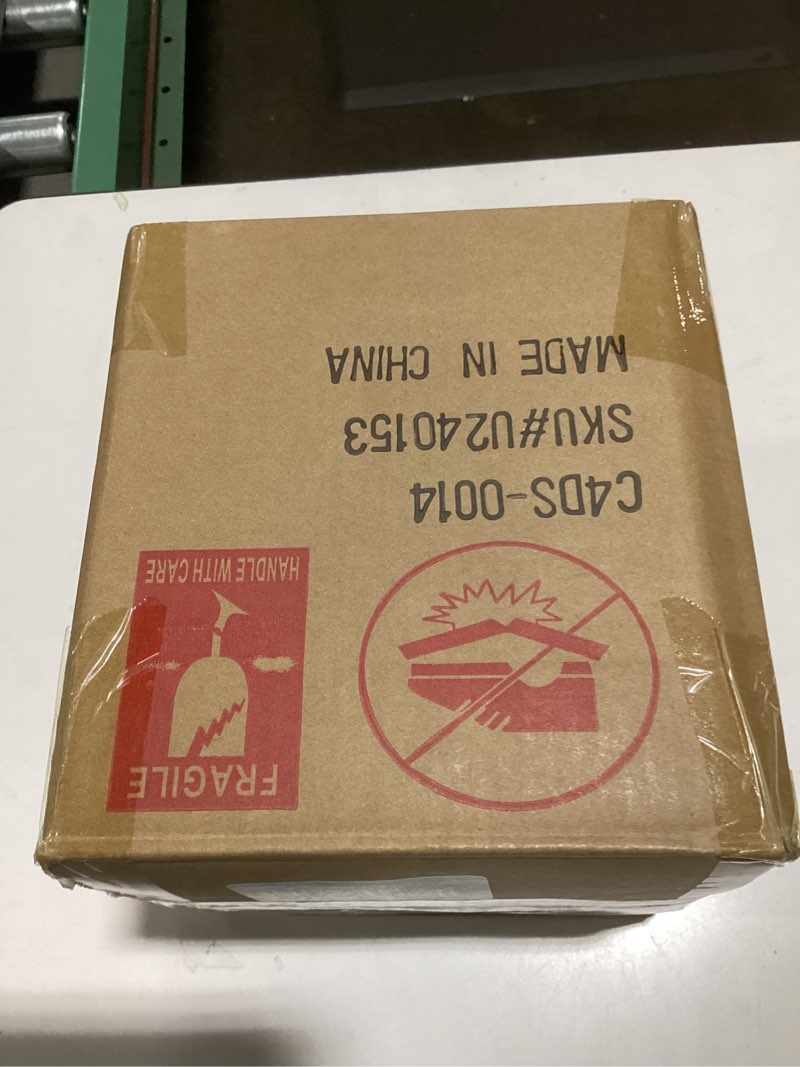 FRAGILE
HANDLE WITH CARE
C4DS-0014
SKU#U240153
MADE IN CHINA